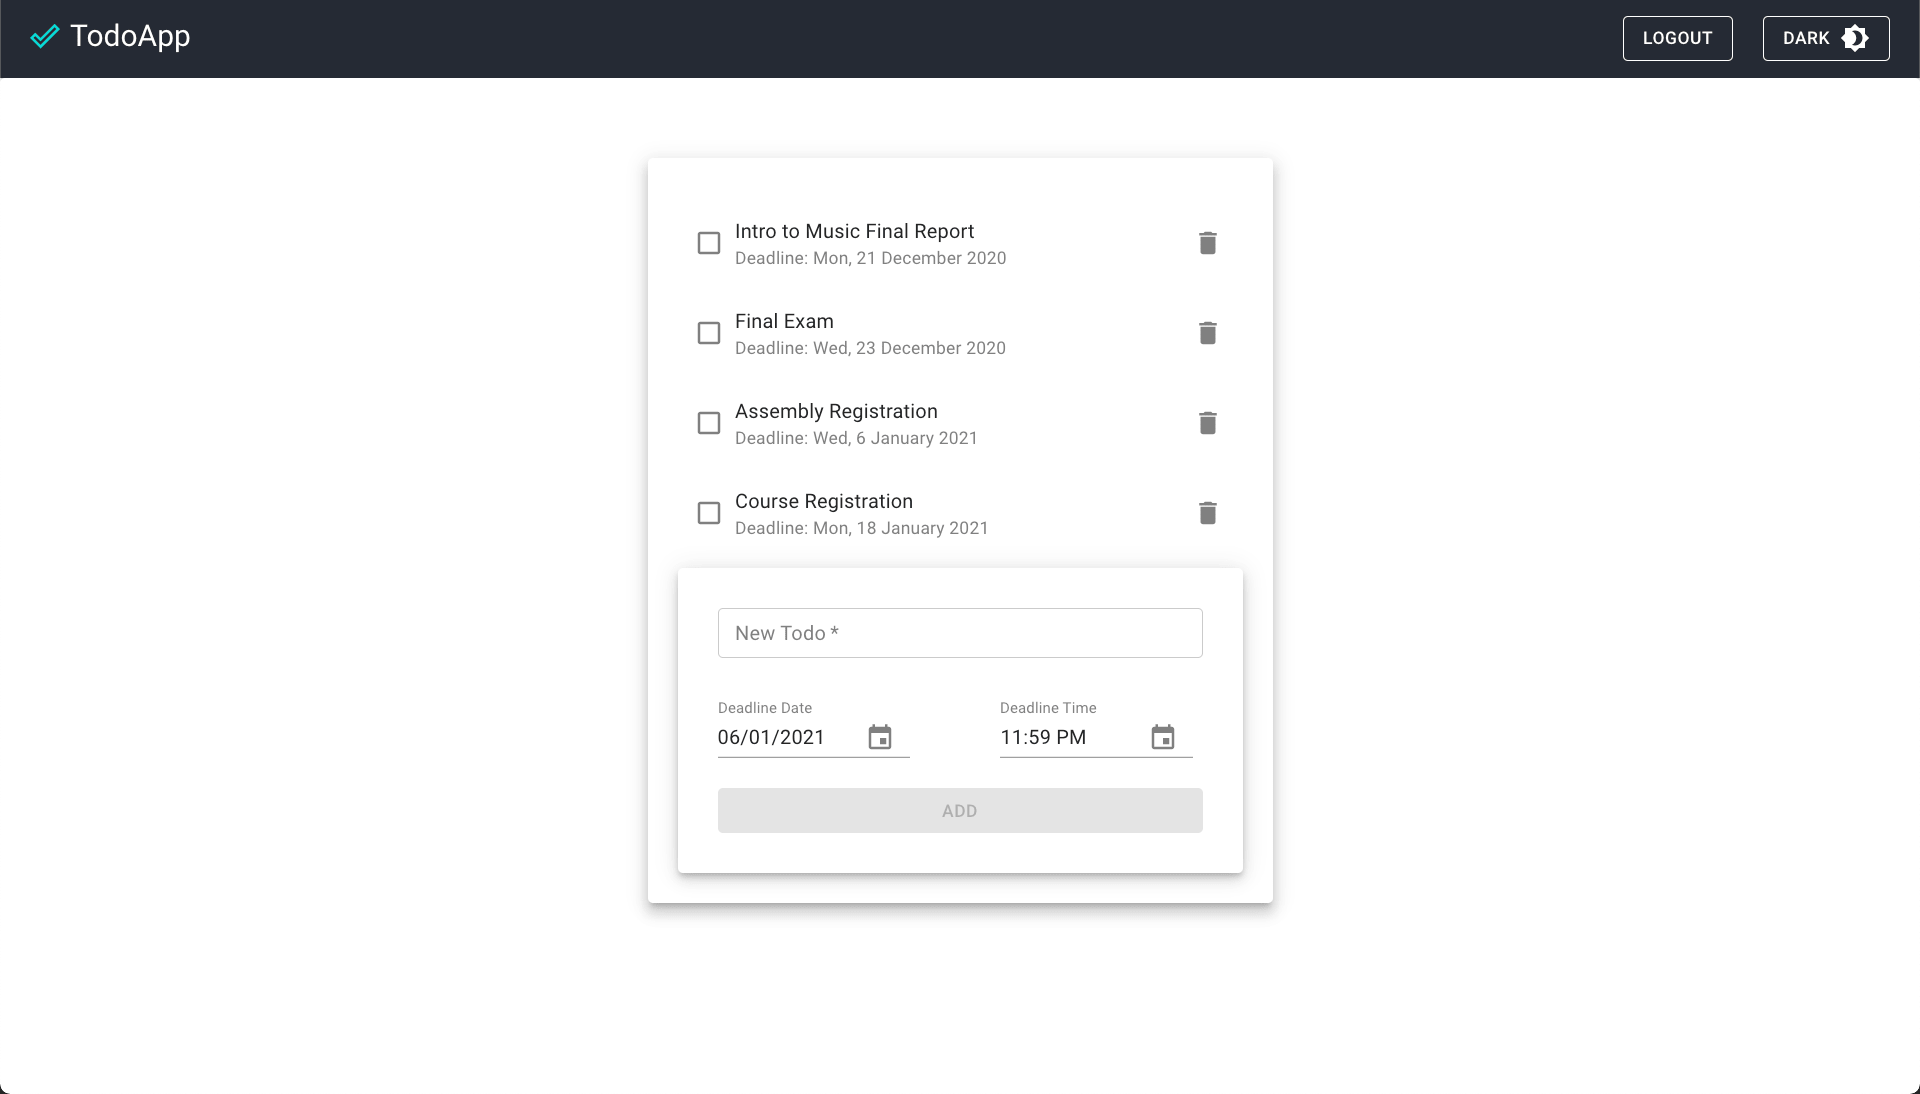 TodoApp
LOGOUT
DARK
Intro to Music Final Report
Deadline: Mon, 21 December 2020
Final Exam
Deadline: Wed, 23 December 2020
Assembly Registration
Deadline: Wed, 6 January 2021
Course Registration
Deadline: Mon, 18 January 2021
New Todo *
Deadline Date
06/01/2021
Deadline Time
11:59 PM
ADD